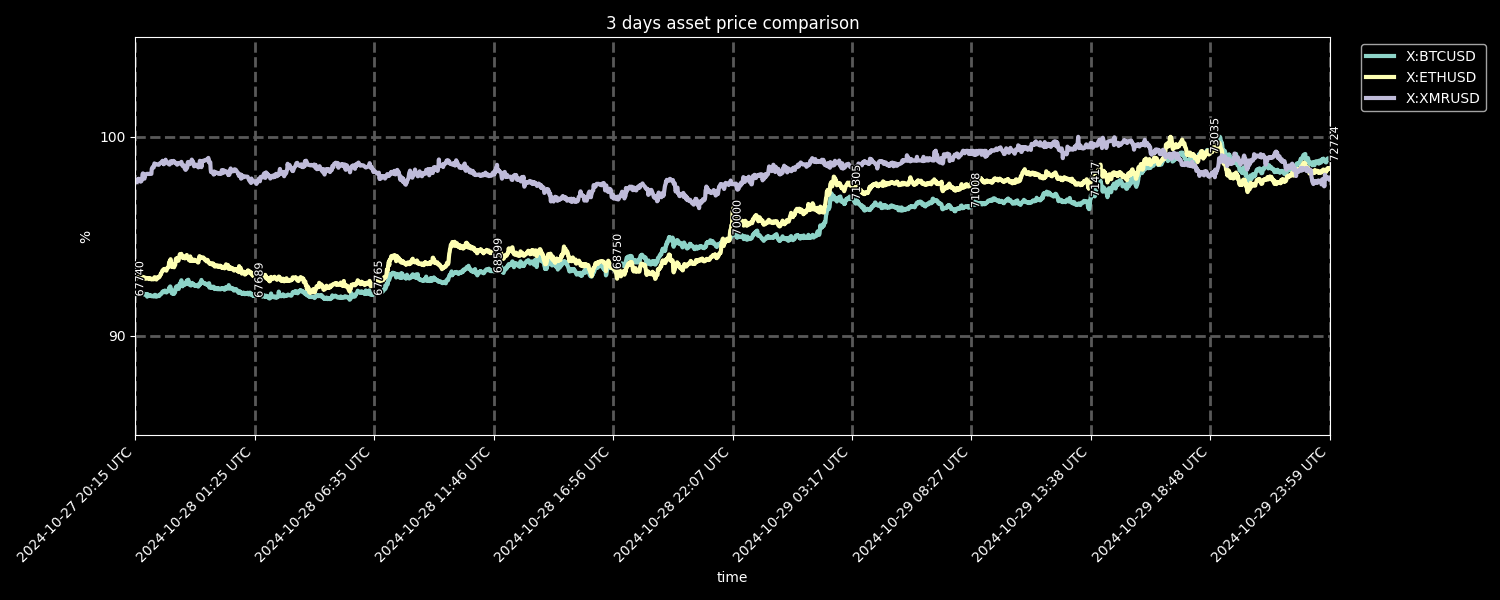 3 days asset price comparison
X:BTCUSD
X:ETHUSD
X:XMRUSD
100
90
%
67740
67689
67765
68599
68750
70000
71305
71008
71417
73035
72724
2024-10-27 20:15 UTC
2024-10-28 01:25 UTC
2024-10-28 06:35 UTC
2024-10-28 11:46 UTC
2024-10-28 16:56 UTC
2024-10-28 22:07 UTC
2024-10-29 03:17 UTC
2024-10-29 08:27 UTC
2024-10-29 13:38 UTC
2024-10-29 18:48 UTC
2024-10-29 23:59 UTC
time